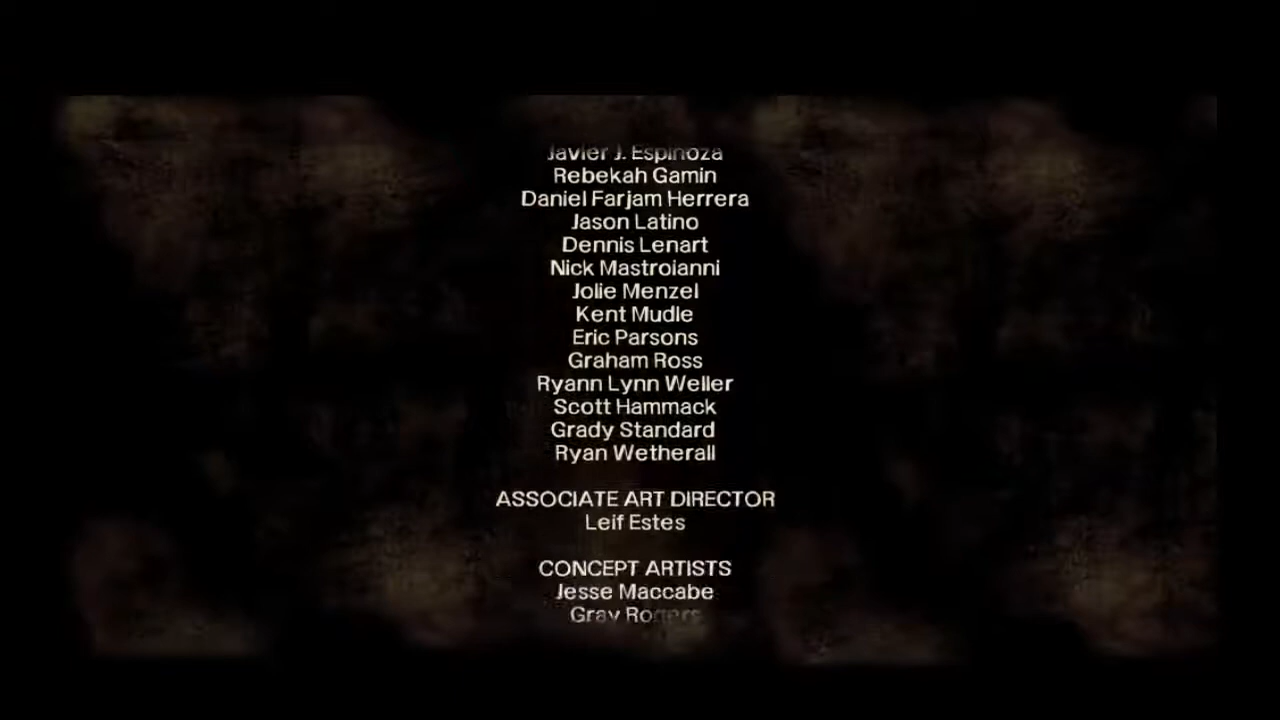 Javier J. Espinoza
Rebekah Gamin
Daniel Farjam Herrera
Jason Latino
Dennis Lenart
Nick Mastroianni
Jolie Menzel
Kent Mudle
Eric Parsons
Graham Ross
Ryann Lynn Weller
Scott Hammack
Grady Standard
Ryan Wetherall
ASSOCIATE ART DIRECTOR
Leif Estes
CONCEPT ARTISTS
Jesse Maccabe
Gray Rogers